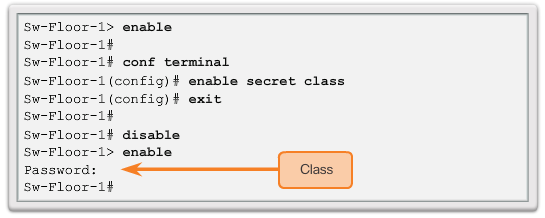 Sw-Floor-1> enable
Sw-Floor-1#
Sw-Floor-1# conf terminal
Sw-Floor-1(config)# enable secret class
Sw-Floor-1(config)# exit
Sw-Floor-1#
Sw-Floor-1# disable
Sw-Floor-1> enable
Password: Class
Sw-Floor-1#